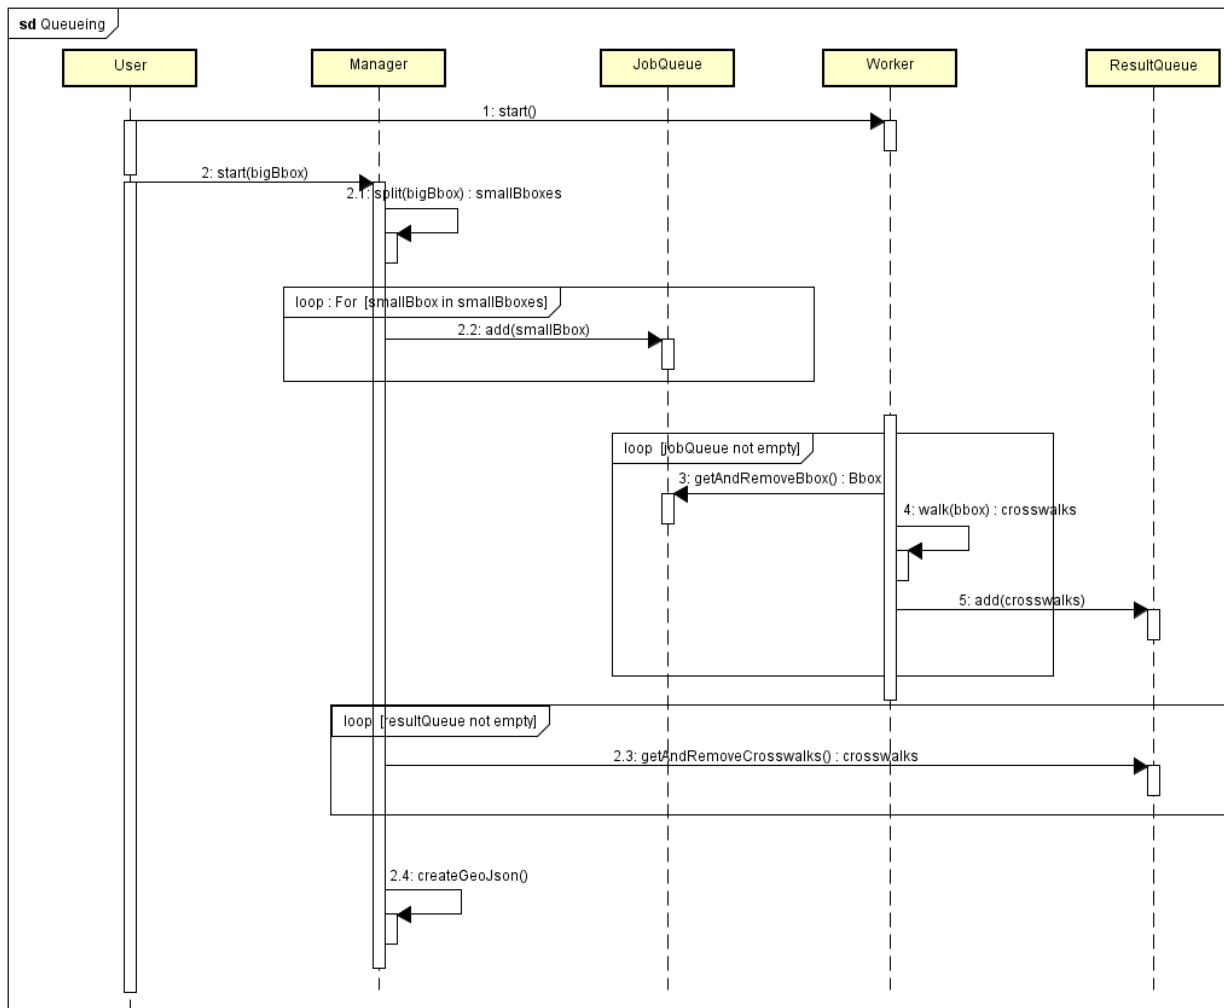 sd Queueing
User
Manager
JobQueue
Worker
ResultQueue
1: start()
2: start(bigBbox)
2.1: split(bigBbox) : smallBboxes
loop : For [smallBbox in smallBboxes]
2.2: add(smallBbox)
loop [jobQueue not empty]
3: getAndRemoveBbox() : Bbox
4: walk(bbox) : crosswalks
5: add(crosswalks)
loop [resultQueue not empty]
2.3: getAndRemoveCrosswalks() : crosswalks
2.4: createGeoJson()